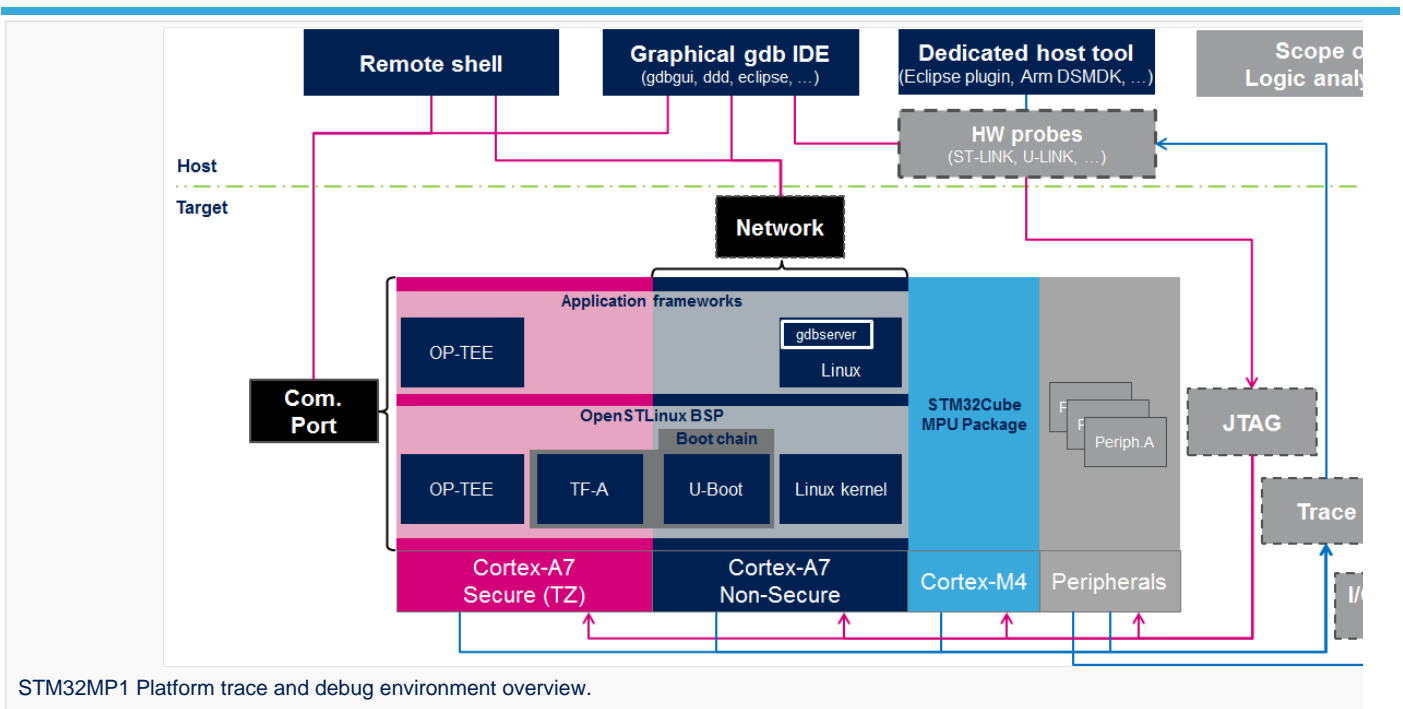 Remote shell
Graphical gdb IDE
(gdbgui, ddd, eclipse, …)
Dedicated host tool
(Eclipse plugin, Arm DSMDK, …)
Scope
Logic
HW probes
(ST-LINK, U-LINK, …)
Host
Target
Network
Application frameworks
OP-TEE
gdbserver
Linux
Com.
Port
STM32Cube
MPU Package
OpenSTLinux BSP
Boot chain
OP-TEE
TF-A
U-Boot
Linux kernel
Periph.A
JTAG
Trace
Cortex-A7
Secure (TZ)
Cortex-A7
Non-Secure
Cortex-M4
Peripherals
STM32MP1 Platform trace and debug environment overview.